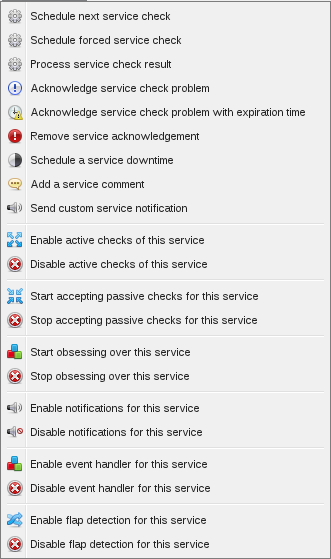 Schedule next service check
Schedule forced service check
Process service check result
Acknowledge service check problem
Acknowledge service check problem with expiration time
Remove service acknowledgement
Schedule a service downtime
Add a service comment
Send custom service notification
Enable active checks of this service
Disable active checks of this service
Start accepting passive checks for this service
Stop accepting passive checks for this service
Start obsessing over this service
Stop obsessing over this service
Enable notifications for this service
Disable notifications for this service
Enable event handler for this service
Disable event handler for this service
Enable flap detection for this service
Disable flap detection for this service